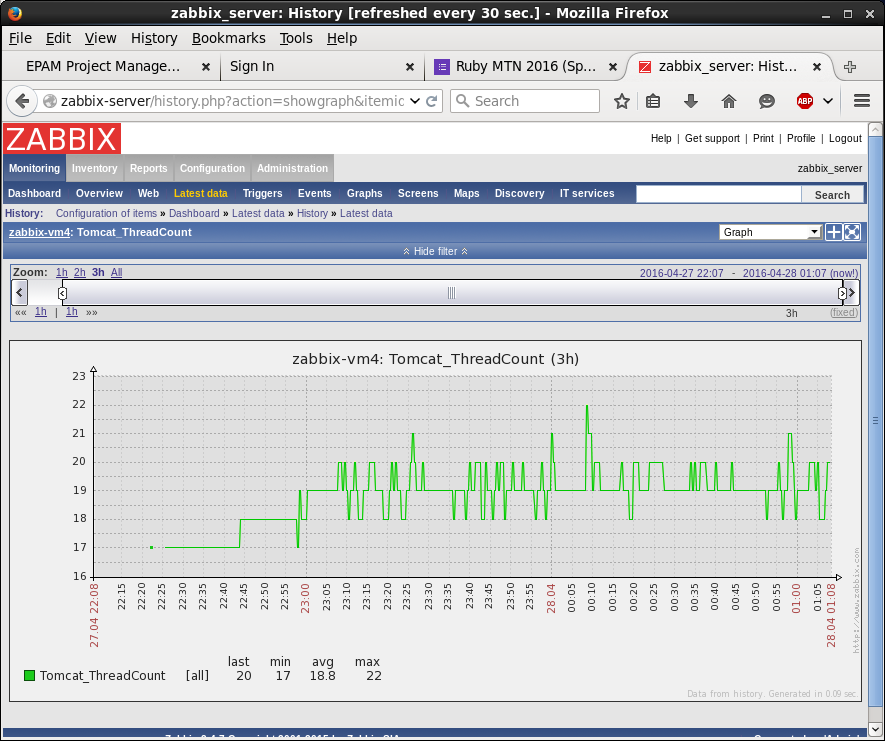 zabbix_server: History [refreshed every 30 sec.] - Mozilla Firefox
File Edit View History Bookmarks Tools Help
EPAM Project Manage... × Sign In × Ruby MTN 2016 (Sp... × zabbix_server: Hist... ×
zabbix-server/history.php?action=showgraph&itemic Search ABP
ZABBIX
Help | Get support | Print | Profile | Logout
Monitoring Inventory Reports Configuration Administration zabbix_server
Dashboard Overview Web Latest data Triggers Events Graphs Screens Maps Discovery IT services Search
History: Configuration of items » Dashboard » Latest data » History » Latest data
zabbix-vm4: Tomcat_ThreadCount Graph
Hide filter
Zoom: 1h 2h 3h All 2016-04-27 22:07 - 2016-04-28 01:07 (now!)
«« 1h | 1h »» 3h (fixed)
zabbix-vm4: Tomcat_ThreadCount (3h)
23
22
21
20
19
18
17
16
27.04 22:08 22:15 22:20 22:25 22:30 22:35 22:40 22:45 22:50 22:55 23:00 23:05 23:10 23:15 23:20 23:25 23:30 23:35 23:40 23:45 23:50 23:55 28.04 00:05 00:10 00:15 00:20 00:25 00:30 00:35 00:40 00:45 00:50 00:55 01:00 01:05 28.04 01:08
http://www.zabbix.com
last min avg max
Tomcat_ThreadCount [all] 20 17 18.8 22
Data from history. Generated in 0.09 sec.